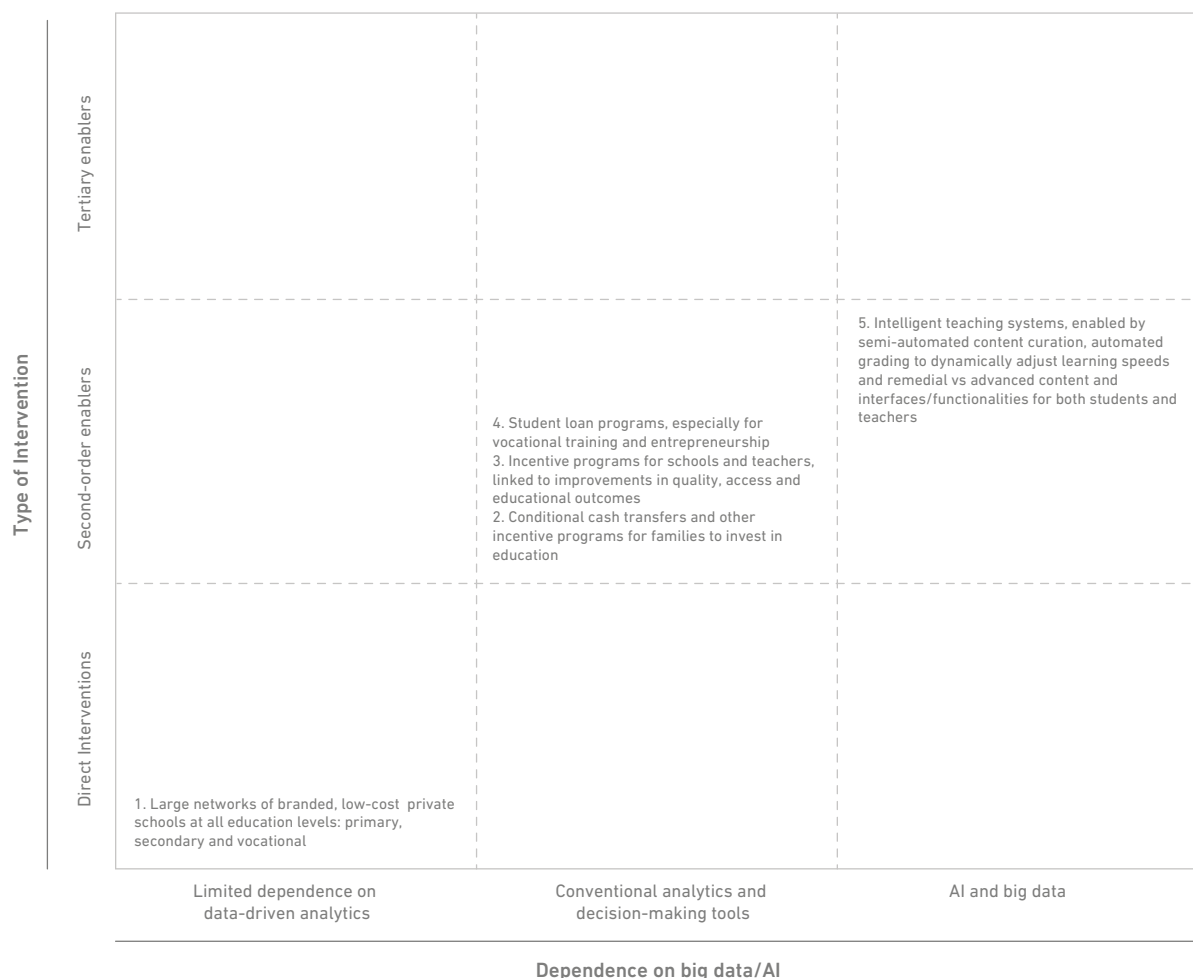 Type of Intervention
Tertiary enablers
Second-order enablers
Direct Interventions
5. Intelligent teaching systems, enabled by
semi-automated content curation, automated
grading to dynamically adjust learning speeds
and remedial vs advanced content and
interfaces/functionalities for both students and
teachers
4. Student loan programs, especially for
vocational training and entrepreneurship
3. Incentive programs for schools and teachers,
linked to improvements in quality, access and
educational outcomes
2. Conditional cash transfers and other
incentive programs for families to invest in
education
1. Large networks of branded, low-cost private
schools at all education levels: primary,
secondary and vocational
Limited dependence on
data-driven analytics
Conventional analytics and
decision-making tools
AI and big data
Dependence on big data/AI